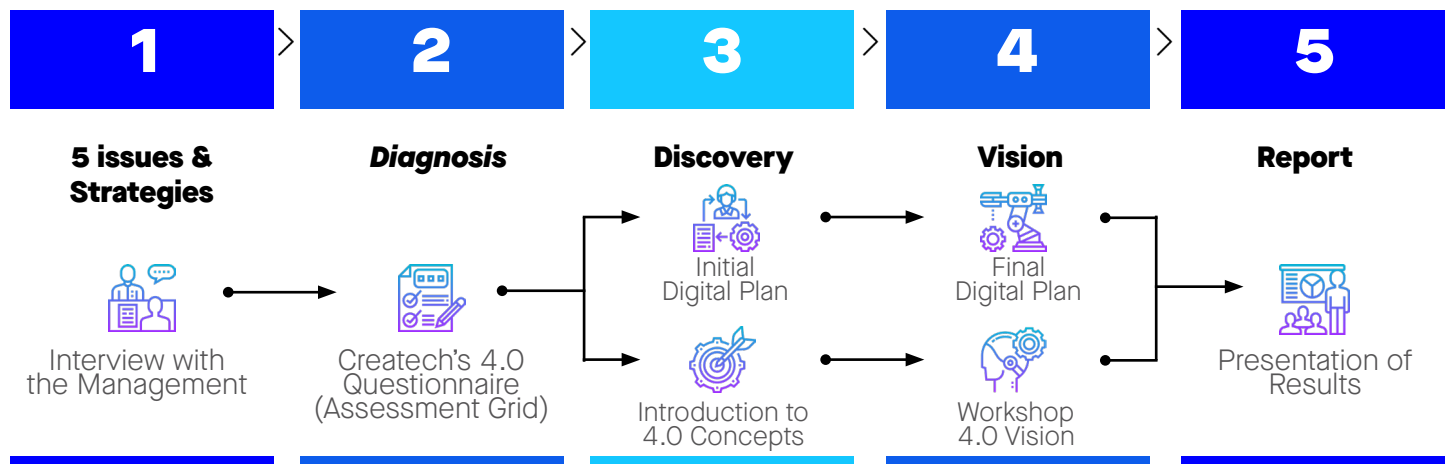 1
2
3
4
5
5 issues &
Strategies
Diagnosis
Discovery
Vision
Report
Interview with
the Management
Createch's 4.0
Questionnaire
(Assessment Grid)
Initial
Digital Plan
Introduction to
4.0 Concepts
Final
Digital Plan
Workshop
4.0 Vision
Presentation of
Results